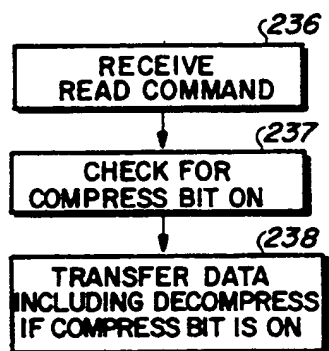 236
RECEIVE
READ COMMAND
237
CHECK FOR
COMPRESS BIT ON
238
TRANSFER DATA
INCLUDING DECOMPRESS
IF COMPRESS BIT IS ON